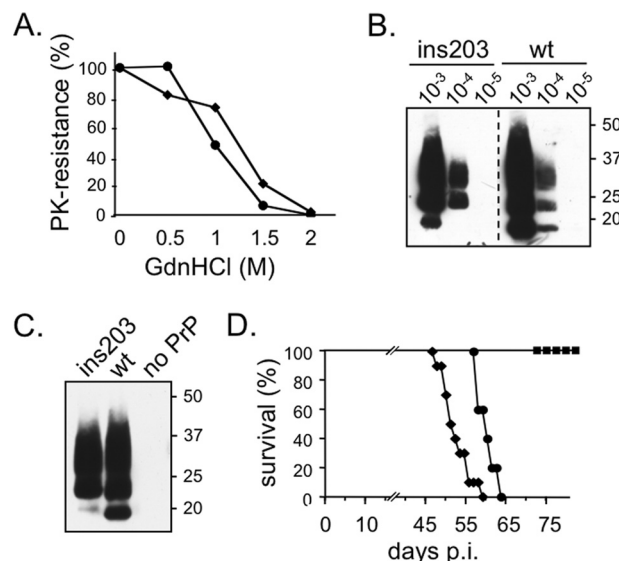 A.
PK-resistance (%)
100
80
60
40
20
0
0 0.5 1 1.5 2
GdnHCl (M)
B.
ins203 wt
10-3 10-4 10-5 10-3 10-4 10-5
50
37
25
20
C.
ins203 wt no PrP
50
37
25
20
D.
survival (%)
100
80
60
40
20
0
0 10 45 55 65 75
days p.i.